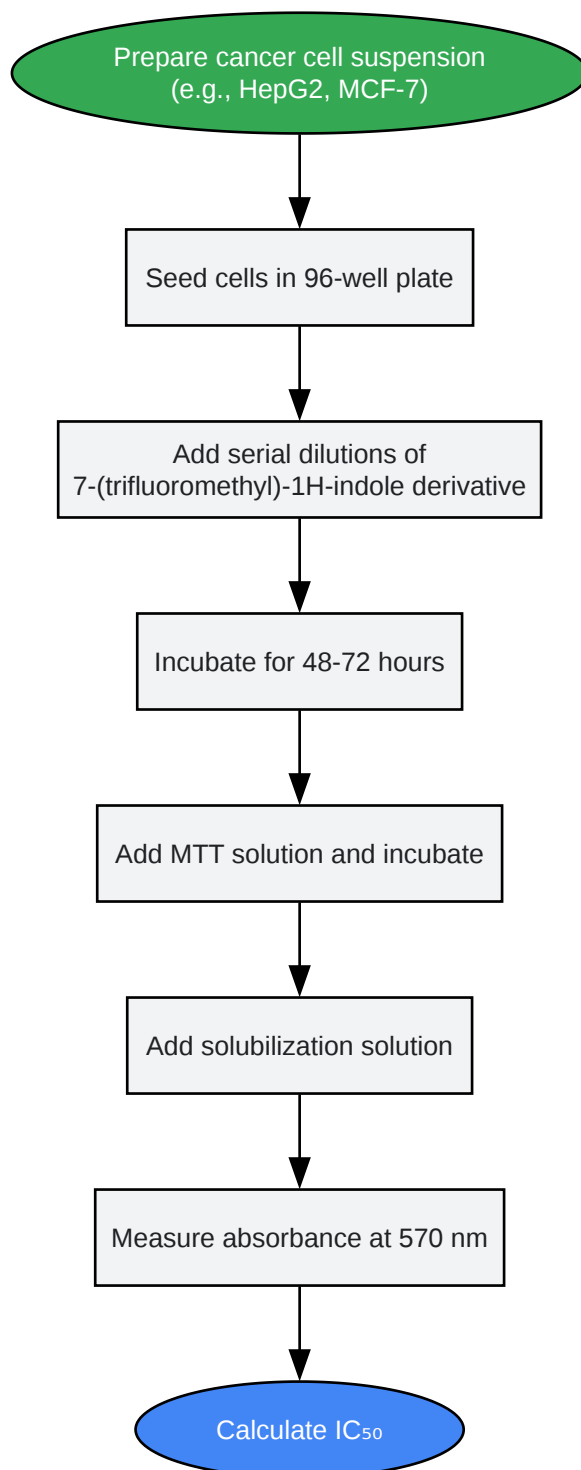 Prepare cancer cell suspension
(e.g., HepG2, MCF-7)
Seed cells in 96-well plate
Add serial dilutions of
7-(trifluoromethyl)-1H-indole derivative
Incubate for 48-72 hours
Add MTT solution and incubate
Add solubilization solution
Measure absorbance at 570 nm
Calculate IC₅₀